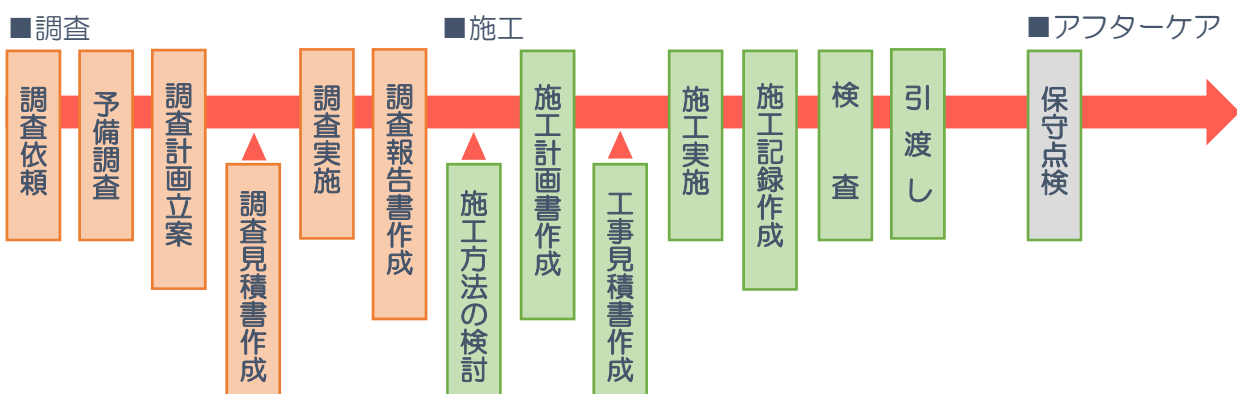 ■調査
調査依頼
予備調査
調査計画立案
調査見積書作成
調査実施
調査報告書作成
■施工
施工方法の検討
施工計画書作成
工事見積書作成
施工実施
施工記録作成
検査
引渡し
■アフターケア
保守点検